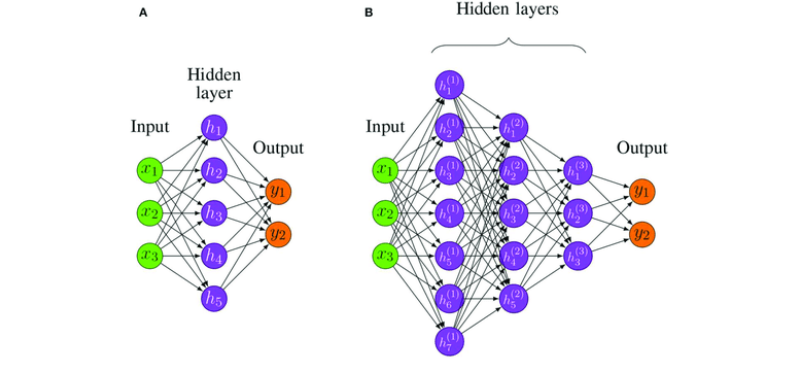 A
Hidden
layer
Input
Output
x₁
x₂
x₃
h₁
h₂
h₃
h₄
h₅
y₁
y₂
B
Hidden layers
Input
Output
x₁
x₂
x₃
h₁⁽¹⁾
h₂⁽¹⁾
h₃⁽¹⁾
h₄⁽¹⁾
h₅⁽¹⁾
h₆⁽¹⁾
h₇⁽¹⁾
h₁⁽²⁾
h₂⁽²⁾
h₃⁽²⁾
h₄⁽²⁾
h₅⁽²⁾
h₁⁽³⁾
h₂⁽³⁾
h₃⁽³⁾
y₁
y₂